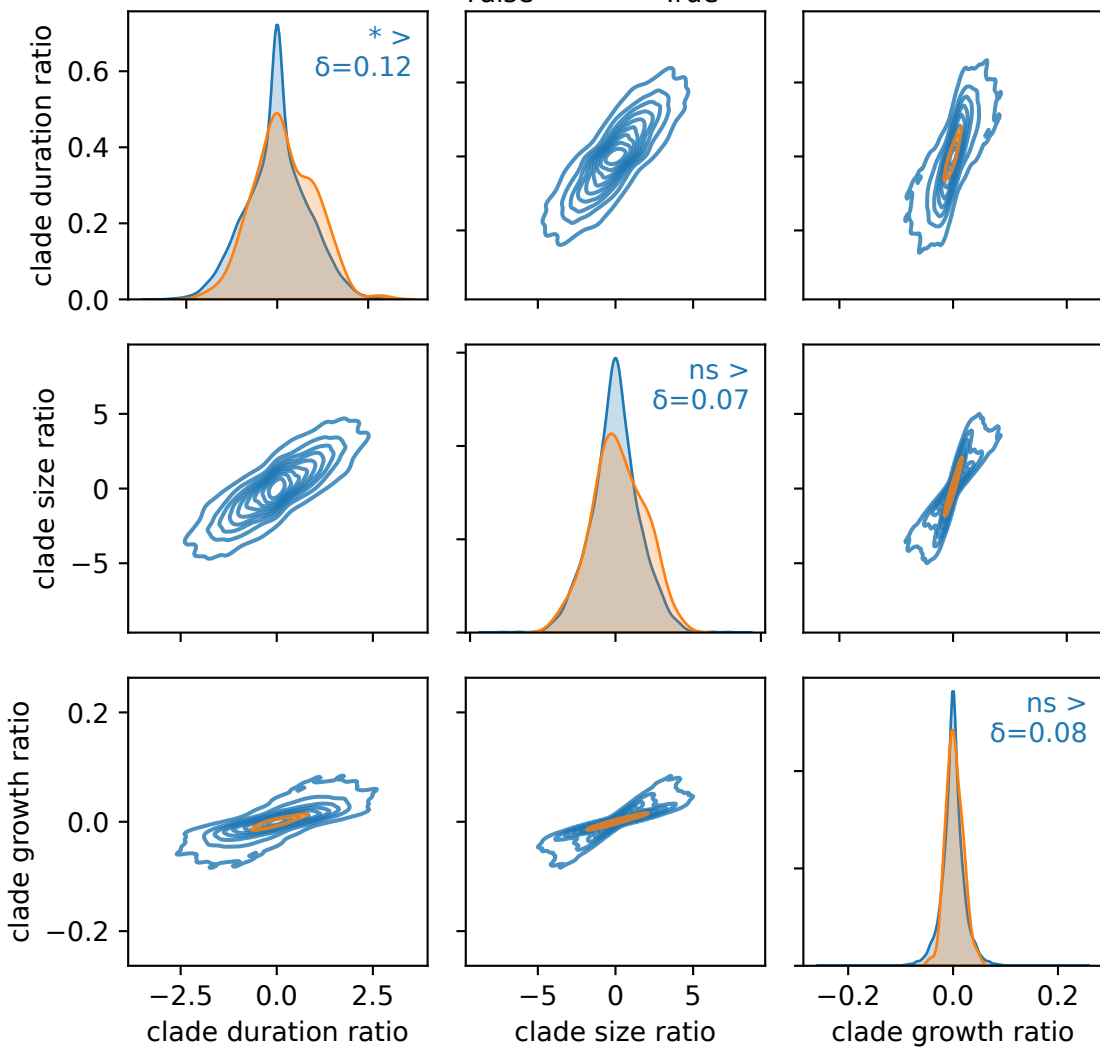 clade duration ratio
0.6
0.4
0.2
0.0
* >
δ=0.12
clade size ratio
5
0
−5
ns >
δ=0.07
clade growth ratio
0.2
0.0
−0.2
ns >
δ=0.08
−2.5 0.0 2.5
−5 0 5
−0.2 0.0 0.2
clade duration ratio
clade size ratio
clade growth ratio